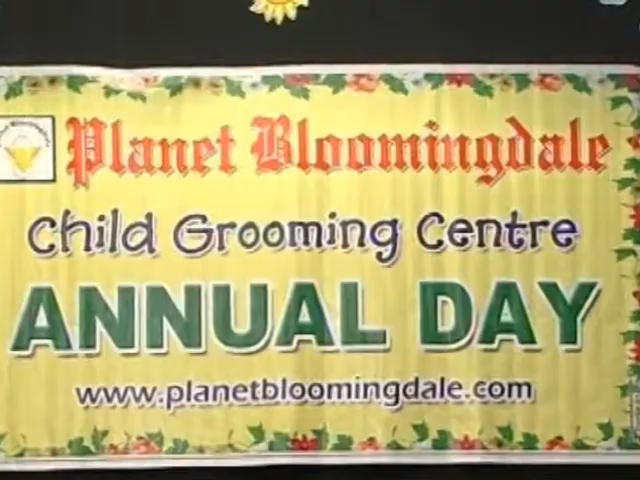 Planet Bloomingdale
Child Grooming Centre
ANNUAL DAY
www.planetbloomingdale.com